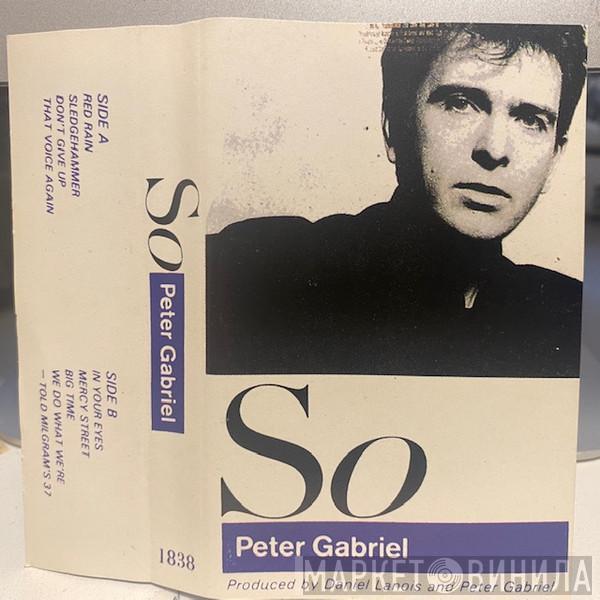 SIDE A
RED RAIN
SLEDGEHAMMER
DON'T GIVE UP
THAT VOICE AGAIN
SIDE B
IN YOUR EYES
MERCY STREET
BIG TIME
WE DO WHAT WE'RE
— TOLD MILGRAM'S 37
So
Peter Gabriel
1838
So
Peter Gabriel
Produced by Daniel Lanois and Peter Gabriel
МАРКЕТ ВИНИЛА